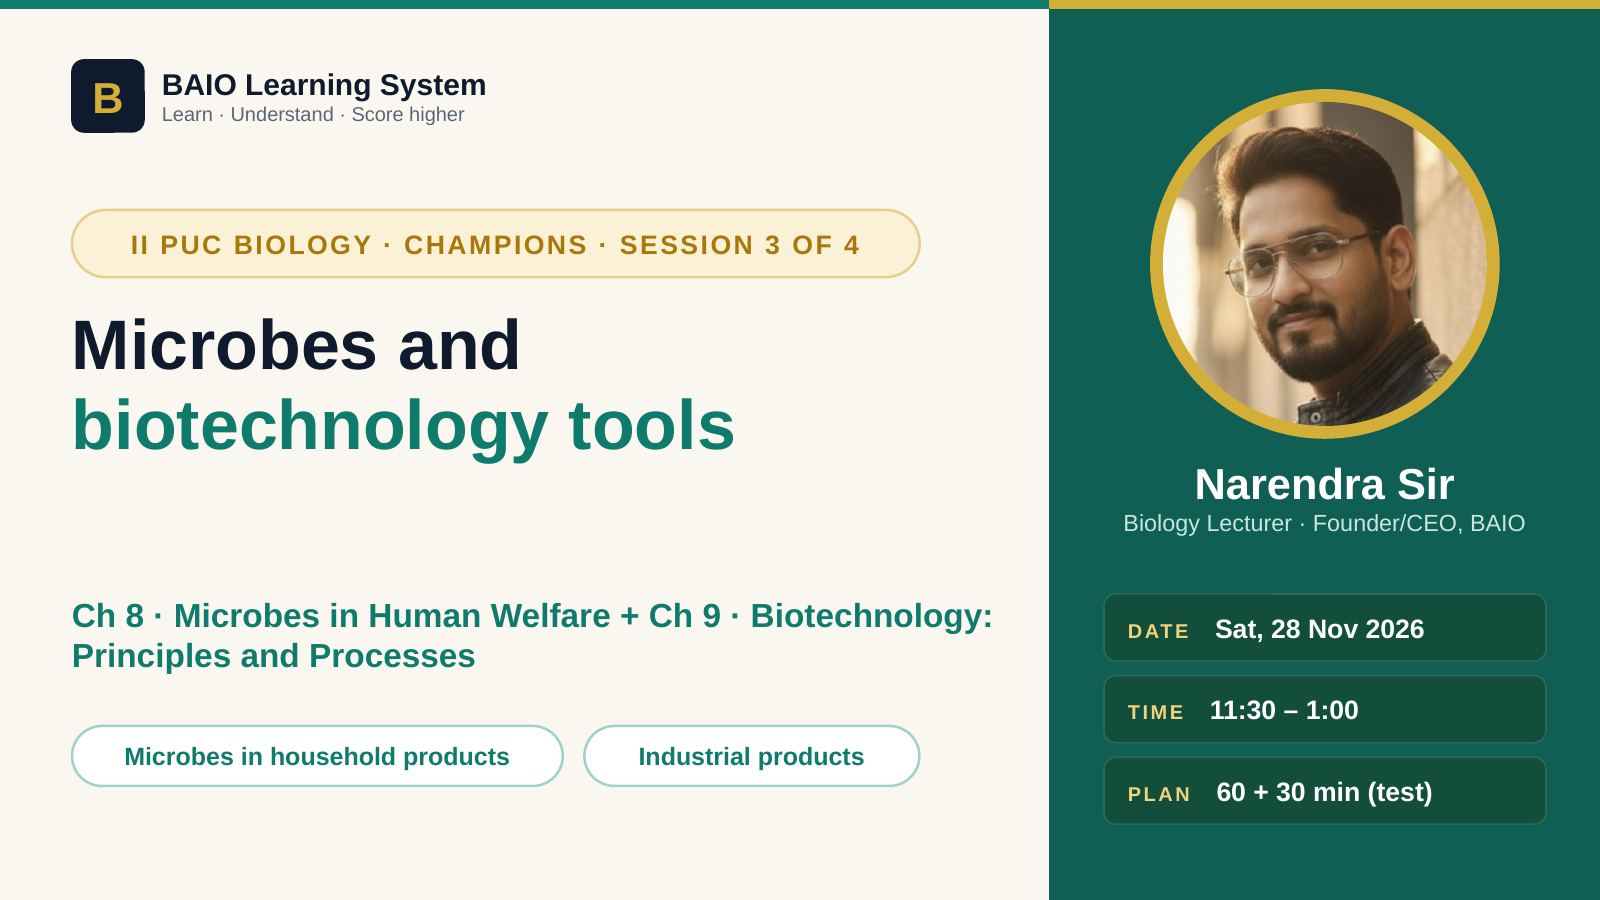 B
BAIO Learning System
Learn · Understand · Score higher
II PUC BIOLOGY · CHAMPIONS · SESSION 3 OF 4
Microbes and
biotechnology tools
Ch 8 · Microbes in Human Welfare + Ch 9 · Biotechnology:
Principles and Processes
Microbes in household products
Industrial products
Narendra Sir
Biology Lecturer · Founder/CEO, BAIO
DATE Sat, 28 Nov 2026
TIME 11:30 – 1:00
PLAN 60 + 30 min (test)